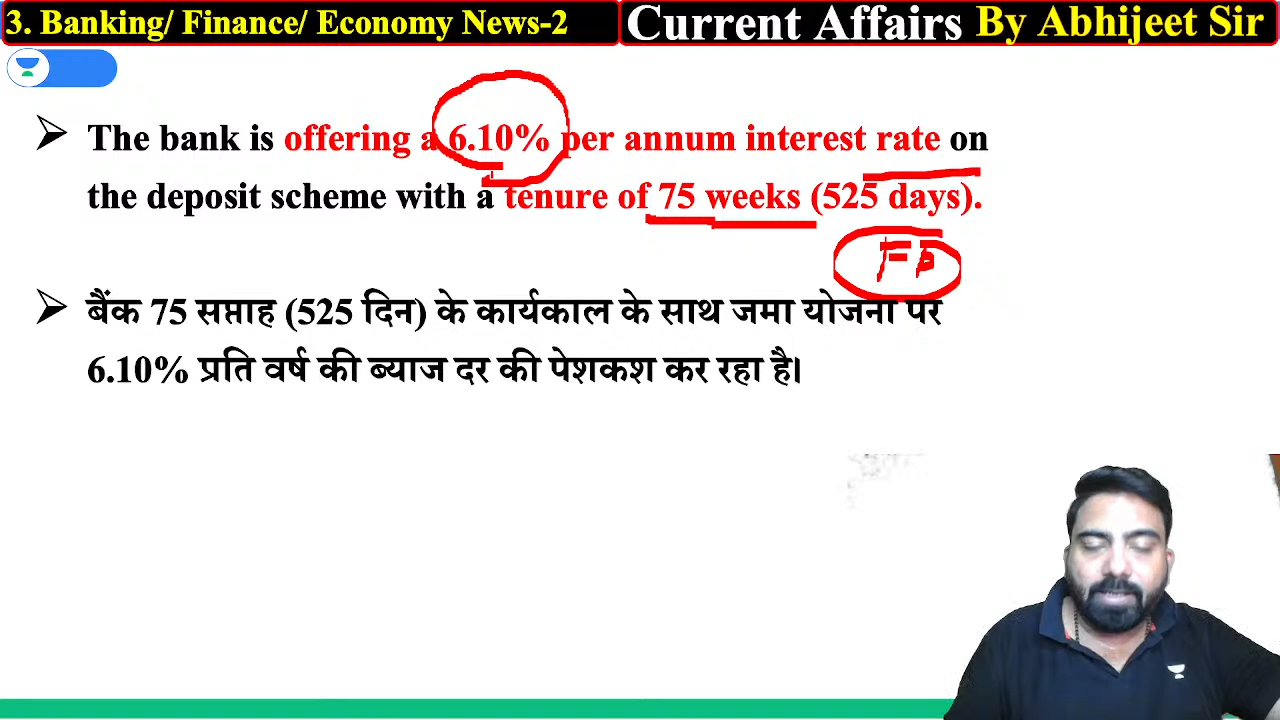 3. Banking/ Finance/ Economy News-2
Current Affairs By Abhijeet Sir
The bank is offering a 6.10% per annum interest rate on
the deposit scheme with a tenure of 75 weeks (525 days).
FD
बैंक 75 सप्ताह (525 दिन) के कार्यकाल के साथ जमा योजना पर
6.10% प्रति वर्ष की ब्याज दर की पेशकश कर रहा है।